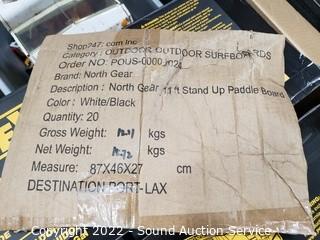 Shop247.com Inc
Category : OUTDOOR OUTDOOR SURFBOARDS
Order NO: POUS-0000
Brand: North Gear
Description : North Gear 11ft Stand Up Paddle Board
Color : White/Black
Quantity: 20
Gross Weight: kgs
Net Weight: kgs
Measure: 87X46X27 cm
DESTINATION PORT-LAX
Copyright 2022 - Sound Auction Service